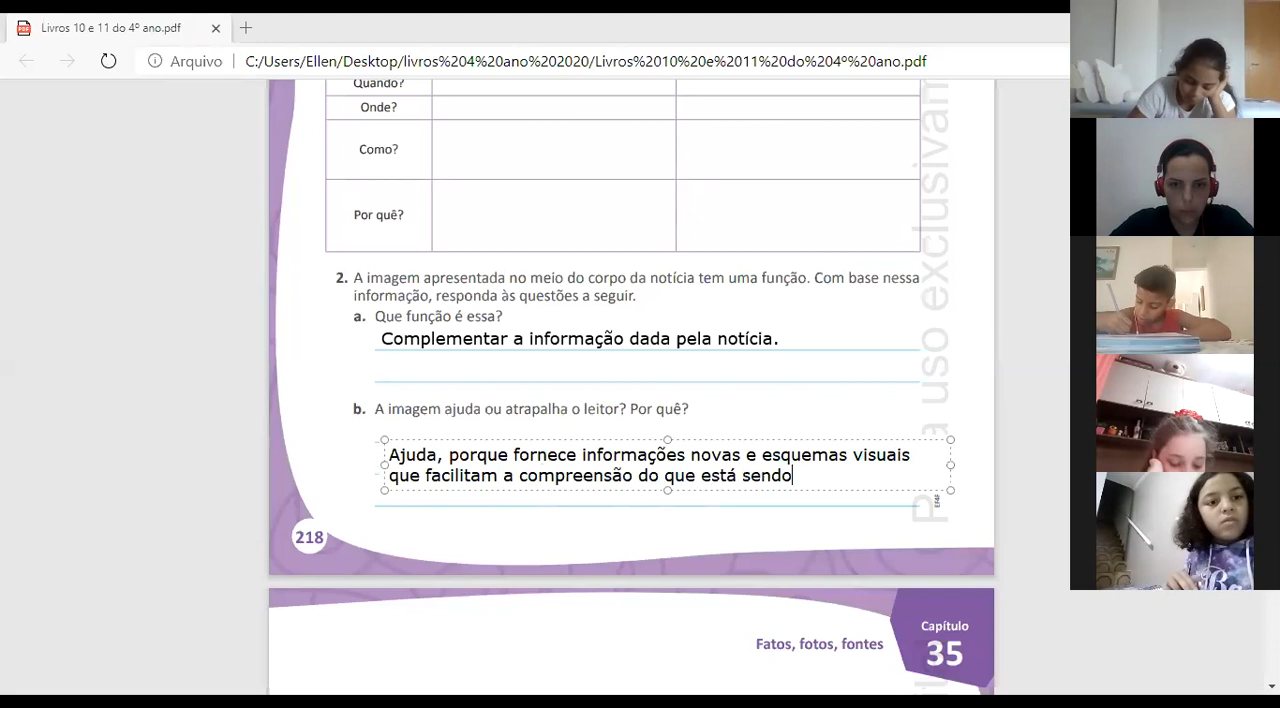 Livros 10 e 11 do 4º ano.pdf
Arquivo
C:/Users/Ellen/Desktop/livros%204%20ano%202020/Livros%2010%20e%2011%20do%204º%20ano.pdf
Quando?
Onde?
Como?
Por quê?
2. A imagem apresentada no meio do corpo da notícia tem uma função. Com base nessa
informação, responda às questões a seguir.
a. Que função é essa?
Complementar a informação dada pela notícia.
b. A imagem ajuda ou atrapalha o leitor? Por quê?
Ajuda, porque fornece informações novas e esquemas visuais
que facilitam a compreensão do que está sendo
218
Capítulo
Fatos, fotos, fontes
35
uso